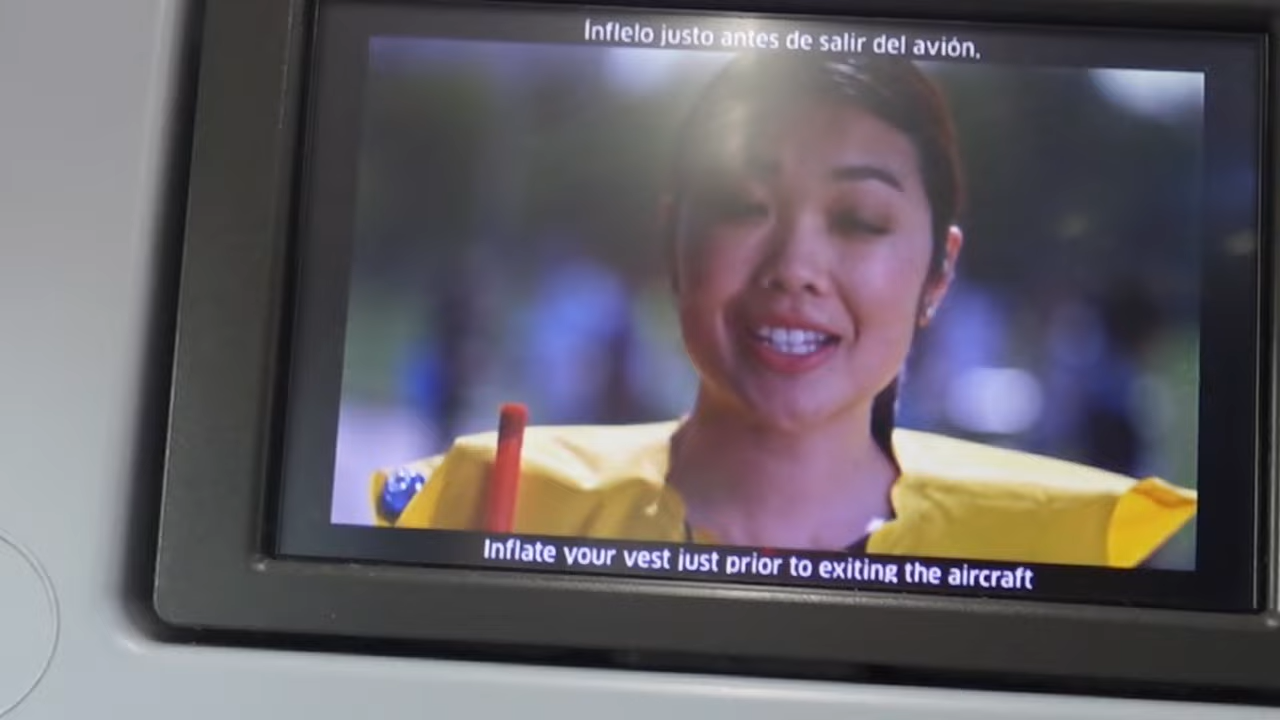 Ínflelo justo antes de salir del avión.
Inflate your vest just prior to exiting the aircraft